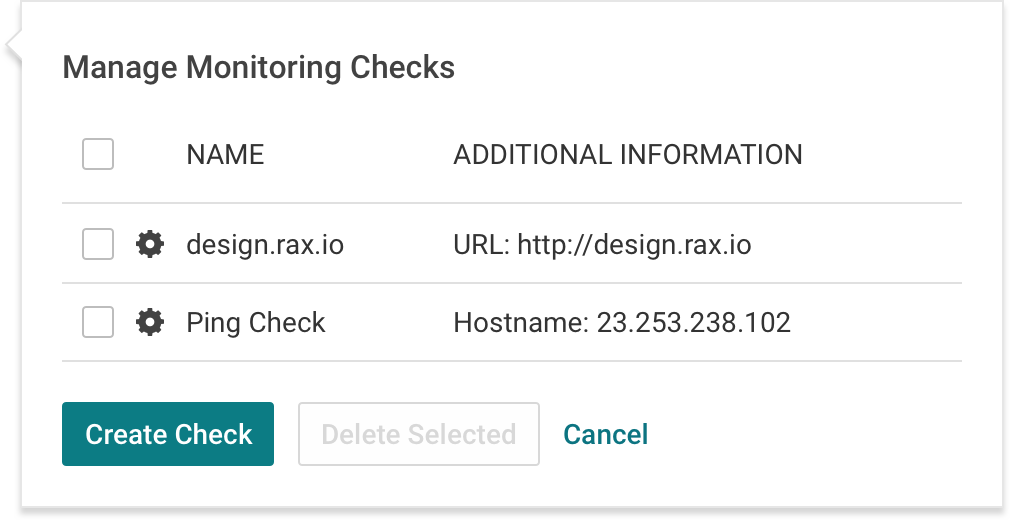 Manage Monitoring Checks
NAME ADDITIONAL INFORMATION
design.rax.io URL: http://design.rax.io
Ping Check Hostname: 23.253.238.102
Create Check Delete Selected Cancel